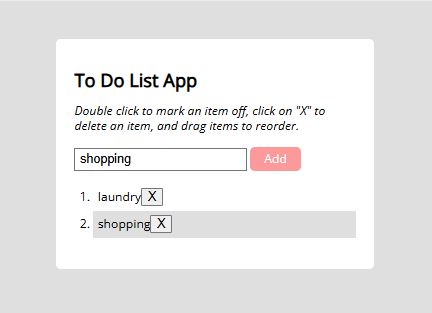 To Do List App
Double click to mark an item off, click on "X" to
delete an item, and drag items to reorder.
shopping Add
1. laundry X
2. shopping X